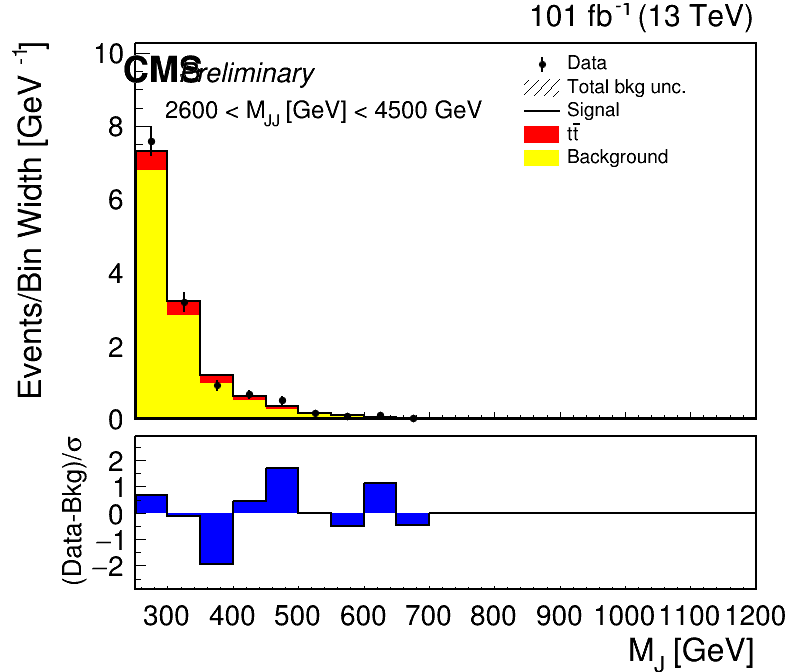 101 fb⁻¹ (13 TeV)
CMS Preliminary
2600 < M_JJ [GeV] < 4500 GeV
Data
Total bkg unc.
Signal
tt̄
Background
Events/Bin Width [GeV⁻¹]
10
8
6
4
2
0
(Data-Bkg)/σ
2
1
0
−1
−2
300 400 500 600 700 800 900 1000 1100 1200
M_J [GeV]